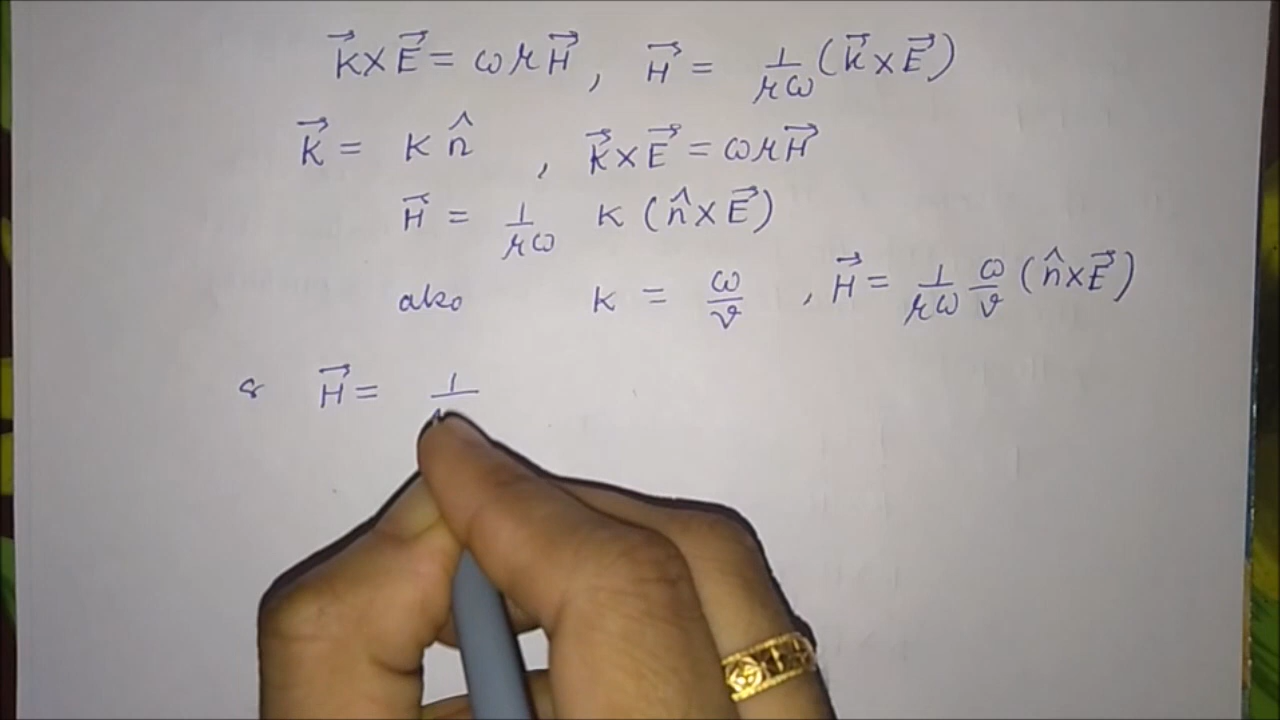 k⃗×E⃗ = ωμH⃗, H⃗ = 1/μω (k⃗×E⃗)
k⃗ = k n̂, k⃗×E⃗ = ωμH⃗
H⃗ = 1/μω k (n̂×E⃗)
also k = ω/v, H⃗ = 1/μω ω/v (n̂×E⃗)
H⃗ = 1